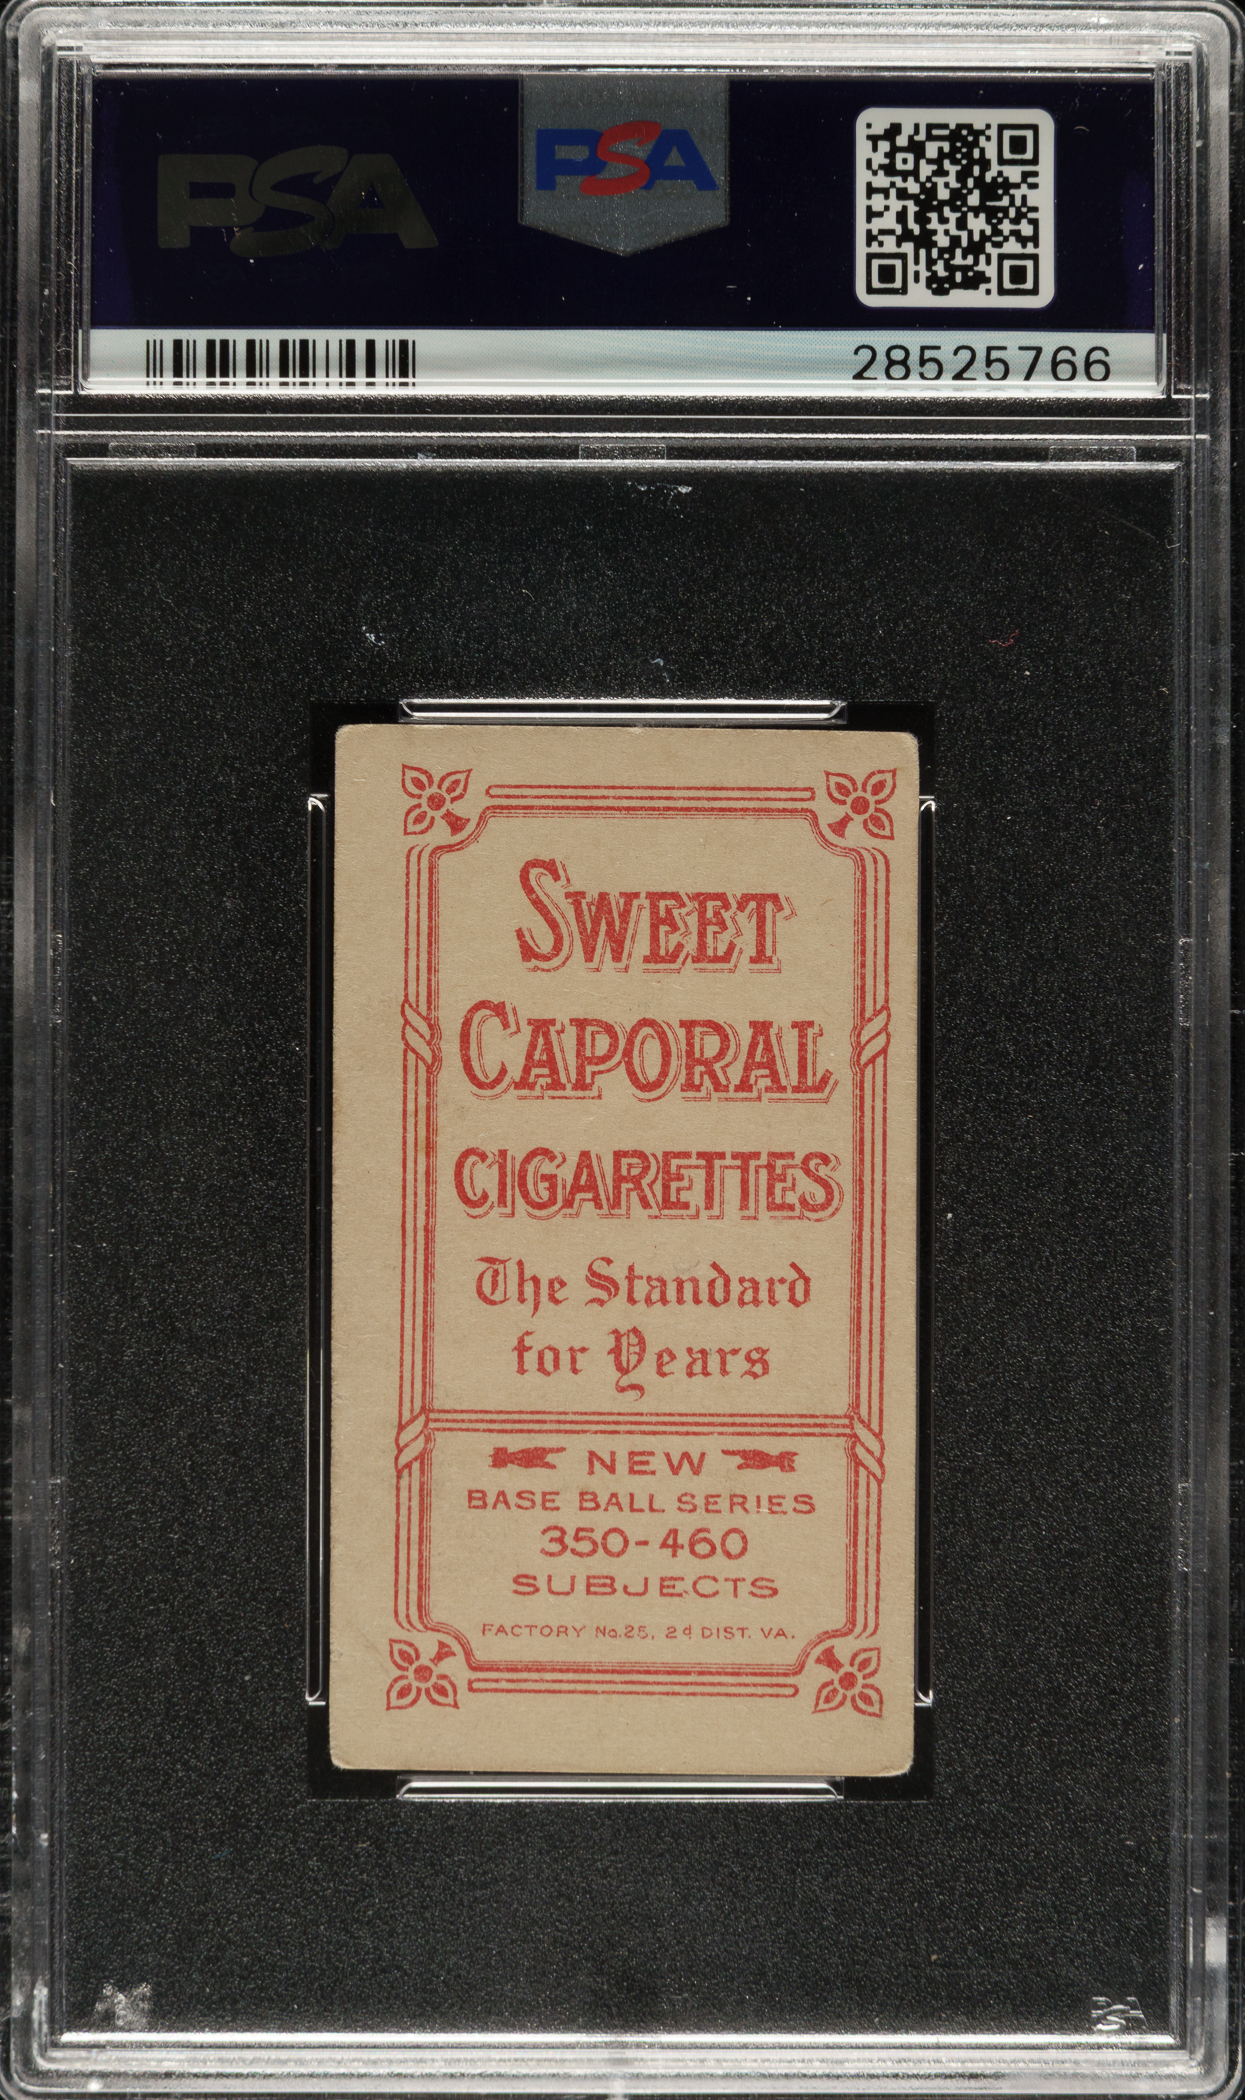 PSA
PSA
28525766
SWEET
CAPORAL
CIGARETTES
The Standard
for Years
NEW
BASE BALL SERIES
350-460
SUBJECTS
FACTORY No. 25, 2d DIST. VA.
PSA